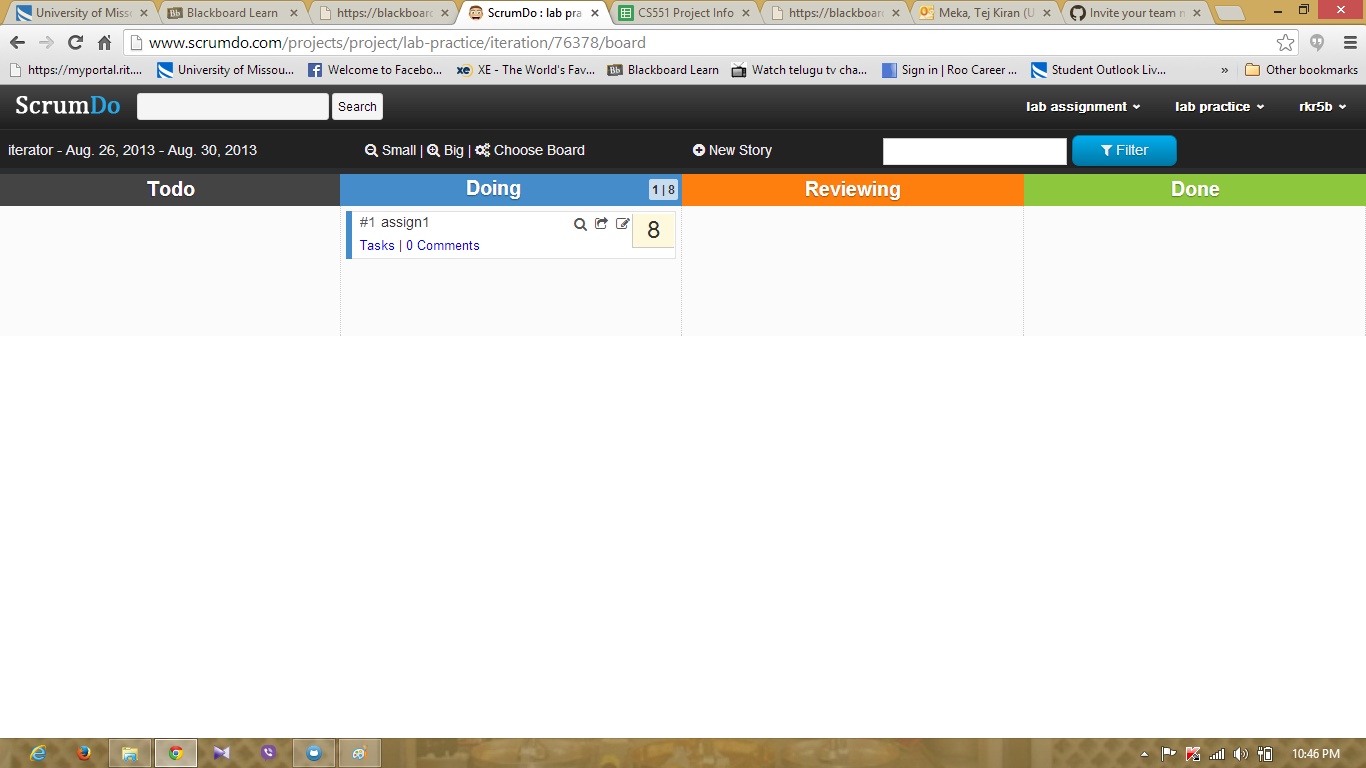 University of Miss
Blackboard Learn
https://blackboard
ScrumDo : lab pra
CS551 Project Info
https://blackboard
Meka, Tej Kiran (U
Invite your team n
www.scrumdo.com/projects/project/lab-practice/iteration/76378/board
https://myportal.rit....
University of Missou...
Welcome to Facebo...
XE - The World's Fav...
Bb Blackboard Learn
Watch telugu tv cha...
Sign in | Roo Career ...
Student Outlook Liv...
»
Other bookmarks
ScrumDo
Search
lab assignment
lab practice
rkr5b
iterator - Aug. 26, 2013 - Aug. 30, 2013
Small | Big | Choose Board
New Story
Filter
Todo
Doing
1 | 8
Reviewing
Done
#1 assign1
8
Tasks | 0 Comments
10:46 PM